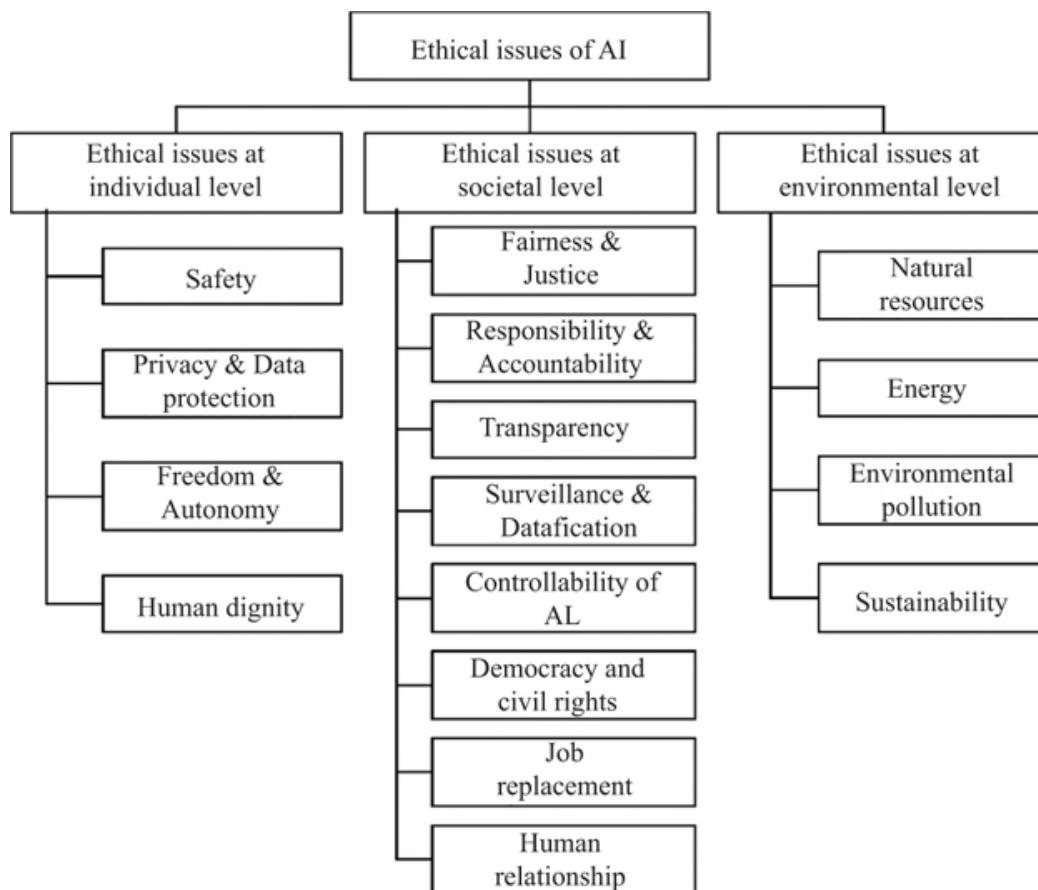 Ethical issues of AI
Ethical issues at
individual level
Safety
Privacy & Data
protection
Freedom &
Autonomy
Human dignity
Ethical issues at
societal level
Fairness &
Justice
Responsibility &
Accountability
Transparency
Surveillance &
Datafication
Controllability of
AL
Democracy and
civil rights
Job
replacement
Human
relationship
Ethical issues at
environmental level
Natural
resources
Energy
Environmental
pollution
Sustainability